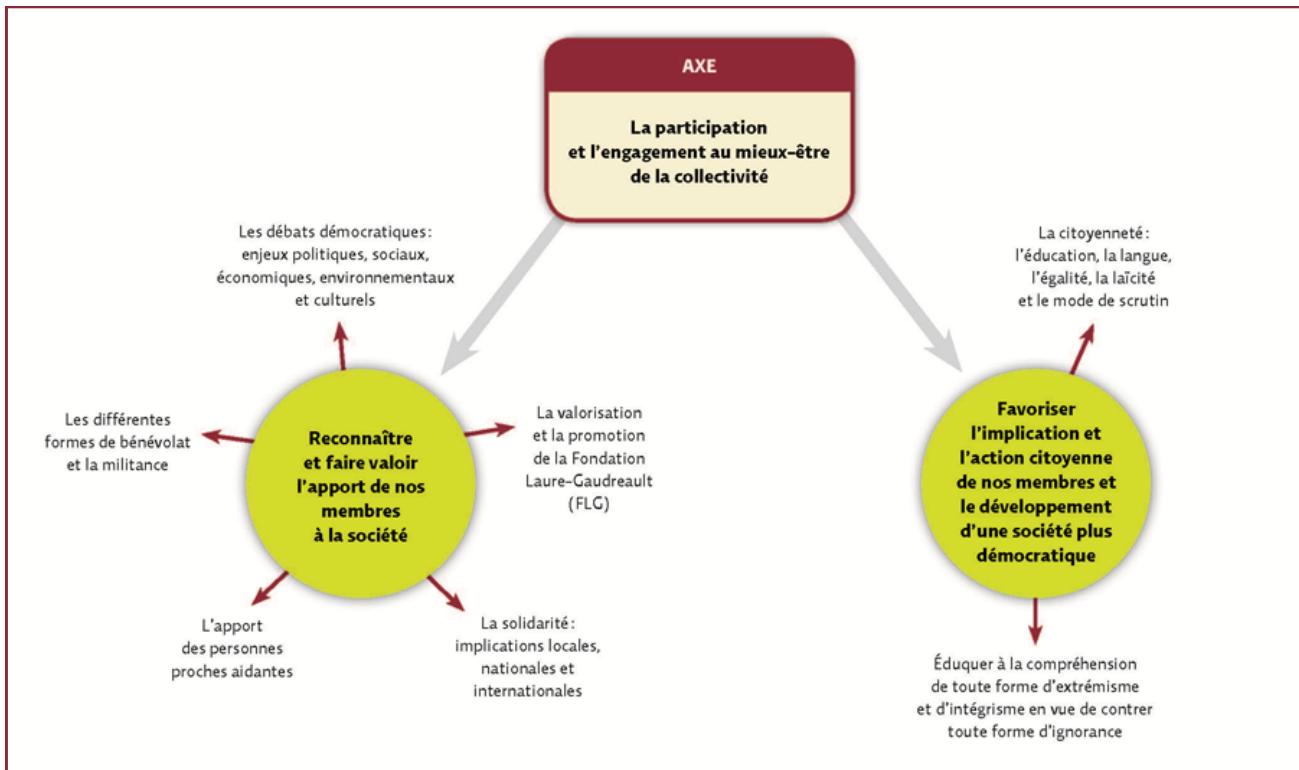 AXE
La participation
et l'engagement au mieux-être
de la collectivité
Les débats démocratiques :
enjeux politiques, sociaux,
économiques, environnementaux
et culturels
La citoyenneté :
l'éducation, la langue,
l'égalité, la laïcité
et le mode de scrutin
Les différentes
formes de bénévolat
et la militance
Reconnaître
et faire valoir
l'apport de nos
membres
à la société
La valorisation
et la promotion
de la Fondation
Laure-Gaudreault
(FLG)
Favoriser
l'implication et
l'action citoyenne
de nos membres et
le développement
d'une société plus
démocratique
L'apport
des personnes
proches aidantes
La solidarité :
implications locales,
nationales et
internationales
Éduquer à la compréhension
de toute forme d'extrémisme
et d'intégrisme en vue de contrer
toute forme d'ignorance